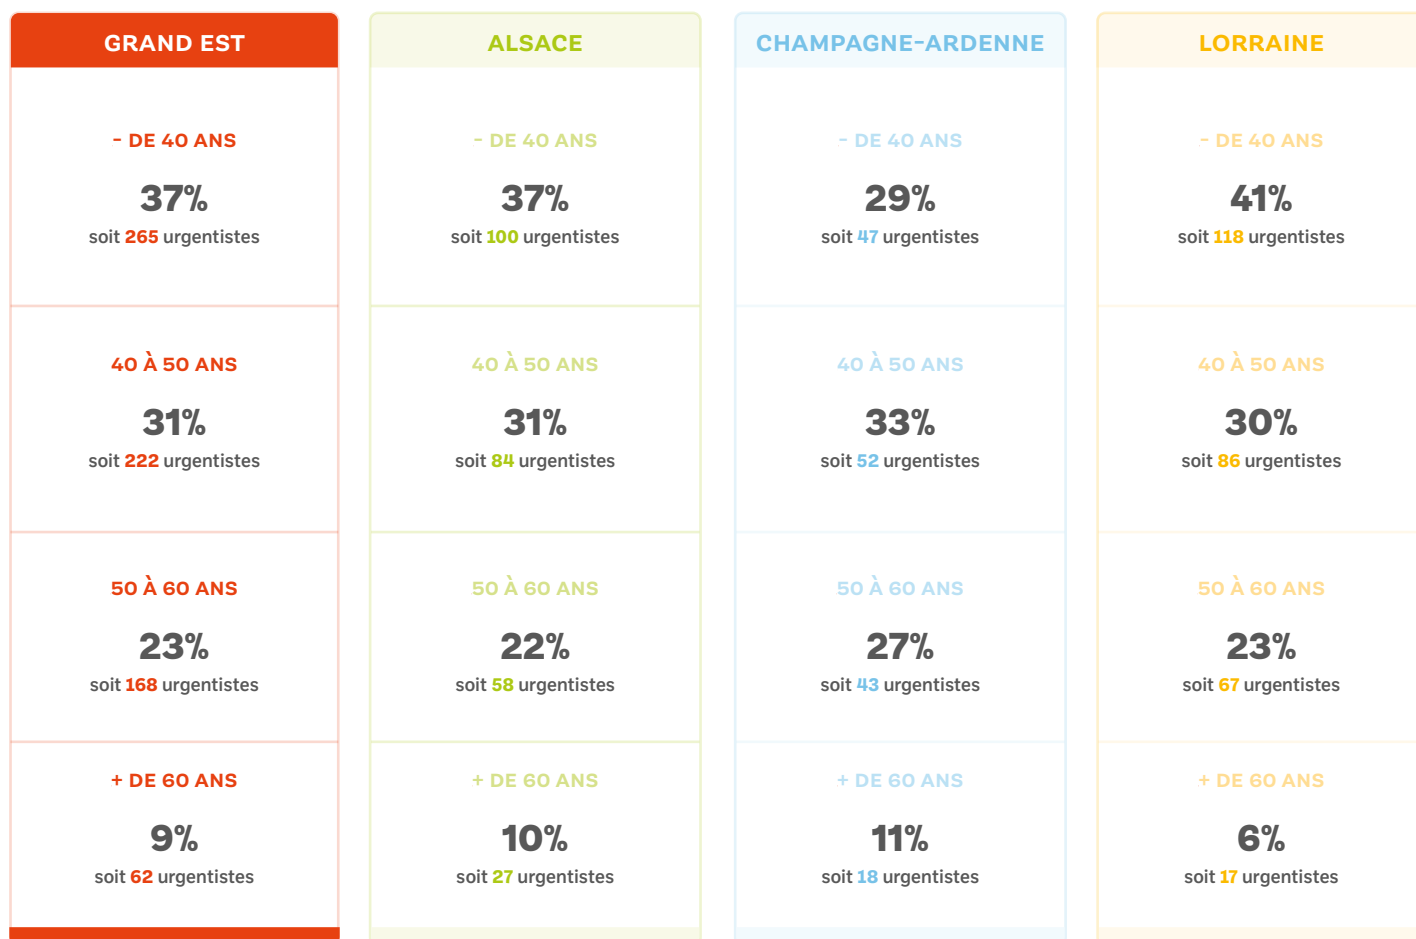 GRAND EST
- DE 40 ANS
37%
soit 265 urgentistes
40 À 50 ANS
31%
soit 222 urgentistes
50 À 60 ANS
23%
soit 168 urgentistes
+ DE 60 ANS
9%
soit 62 urgentistes
ALSACE
- DE 40 ANS
37%
soit 100 urgentistes
40 À 50 ANS
31%
soit 84 urgentistes
50 À 60 ANS
22%
soit 58 urgentistes
+ DE 60 ANS
10%
soit 27 urgentistes
CHAMPAGNE-ARDENNE
- DE 40 ANS
29%
soit 47 urgentistes
40 À 50 ANS
33%
soit 52 urgentistes
50 À 60 ANS
27%
soit 43 urgentistes
+ DE 60 ANS
11%
soit 18 urgentistes
LORRAINE
- DE 40 ANS
41%
soit 118 urgentistes
40 À 50 ANS
30%
soit 86 urgentistes
50 À 60 ANS
23%
soit 67 urgentistes
+ DE 60 ANS
6%
soit 17 urgentistes